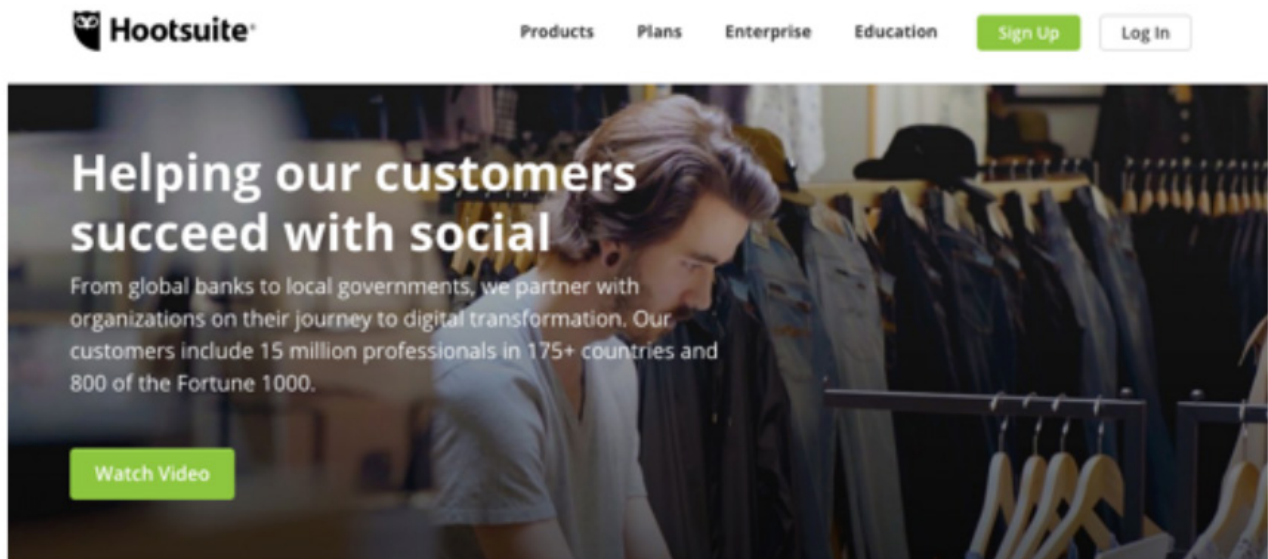 Hootsuite®
Products Plans Enterprise Education Sign Up Log In
Helping our customers
succeed with social
From global banks to local governments, we partner with
organizations on their journey to digital transformation. Our
customers include 15 million professionals in 175+ countries and
800 of the Fortune 1000.
Watch Video